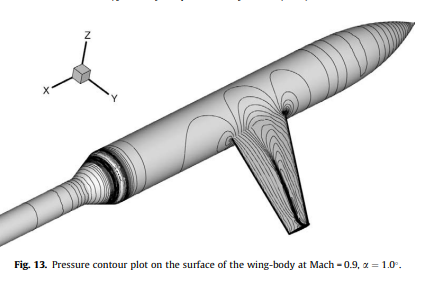 Z
X
Y
Fig. 13. Pressure contour plot on the surface of the wing-body at Mach = 0.9, α = 1.0°.